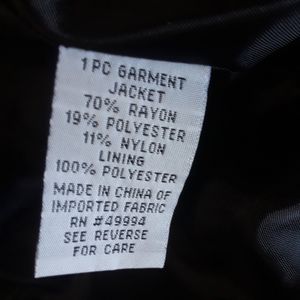 1 PC GARMENT
JACKET
70% RAYON
19% POLYESTER
11% NYLON
LINING
100% POLYESTER
MADE IN CHINA OF
IMPORTED FABRIC
RN #49994
SEE REVERSE
FOR CARE